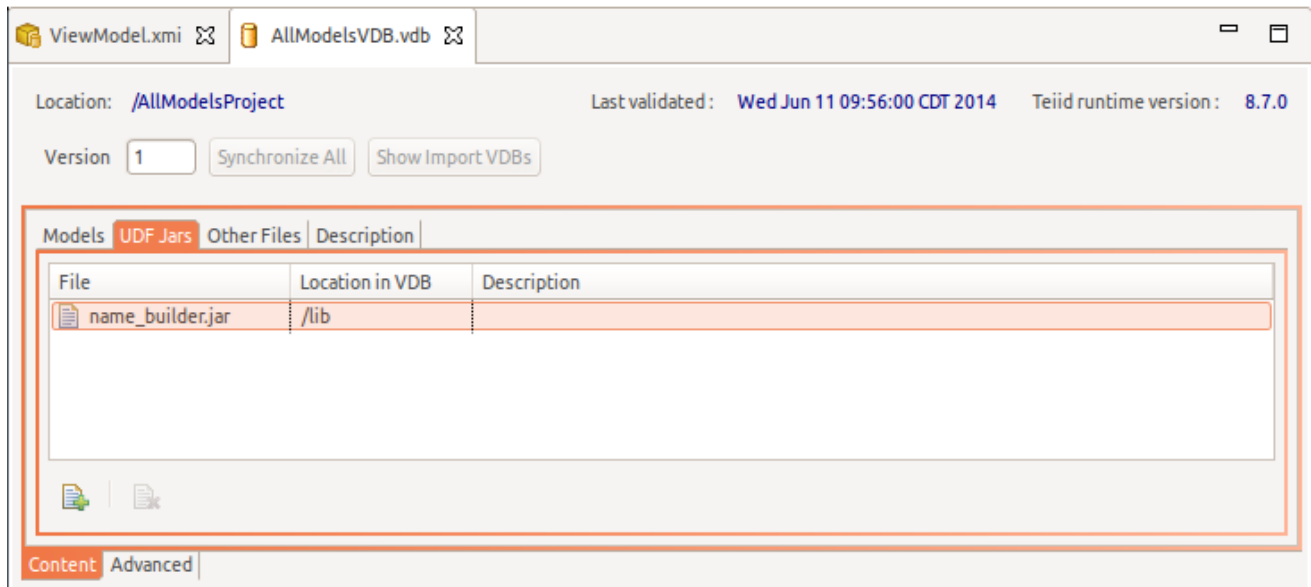 ViewModel.xmi AllModelsVDB.vdb
Location: /AllModelsProject Last validated : Wed Jun 11 09:56:00 CDT 2014 Teiid runtime version : 8.7.0
Version 1 Synchronize All Show Import VDBs
Models UDF Jars Other Files Description
File Location in VDB Description
name_builder.jar /lib
Content Advanced